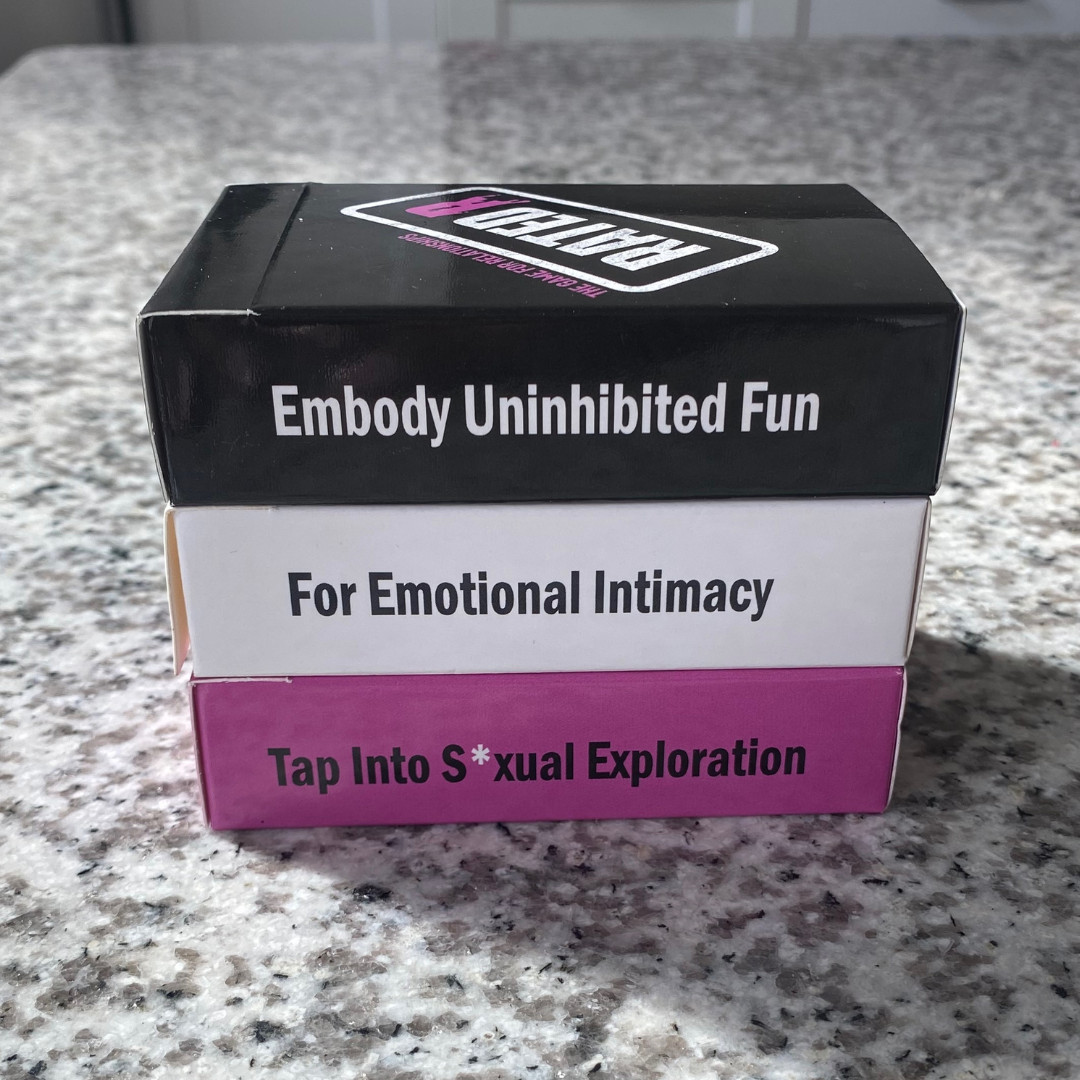 RATED R
THE GAME FOR RELATIONSHIPS
Embody Uninhibited Fun
For Emotional Intimacy
Tap Into S*xual Exploration